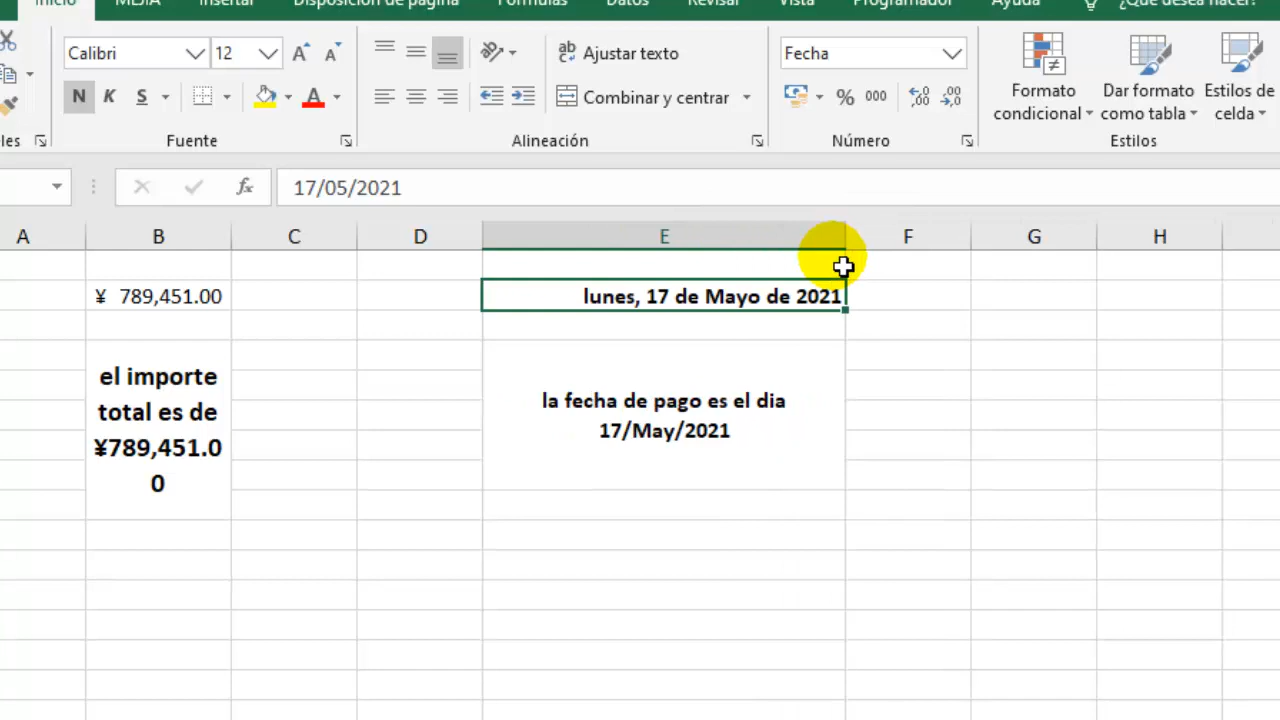 Inicio MEJIA Insertar Disposición de página Fórmulas Datos Revisar Vista Programador Ayuda ¿Qué desea hacer?
Calibri 12 Ajustar texto Fecha
N K S A Combinar y centrar % 000
Formato condicional Dar formato como tabla Estilos de celda
les Fuente Alineación Número Estilos
fx 17/05/2021
A B C D E F G H
¥ 789,451.00 lunes, 17 de Mayo de 2021
el importe
total es de
¥789,451.0
0
la fecha de pago es el dia
17/May/2021